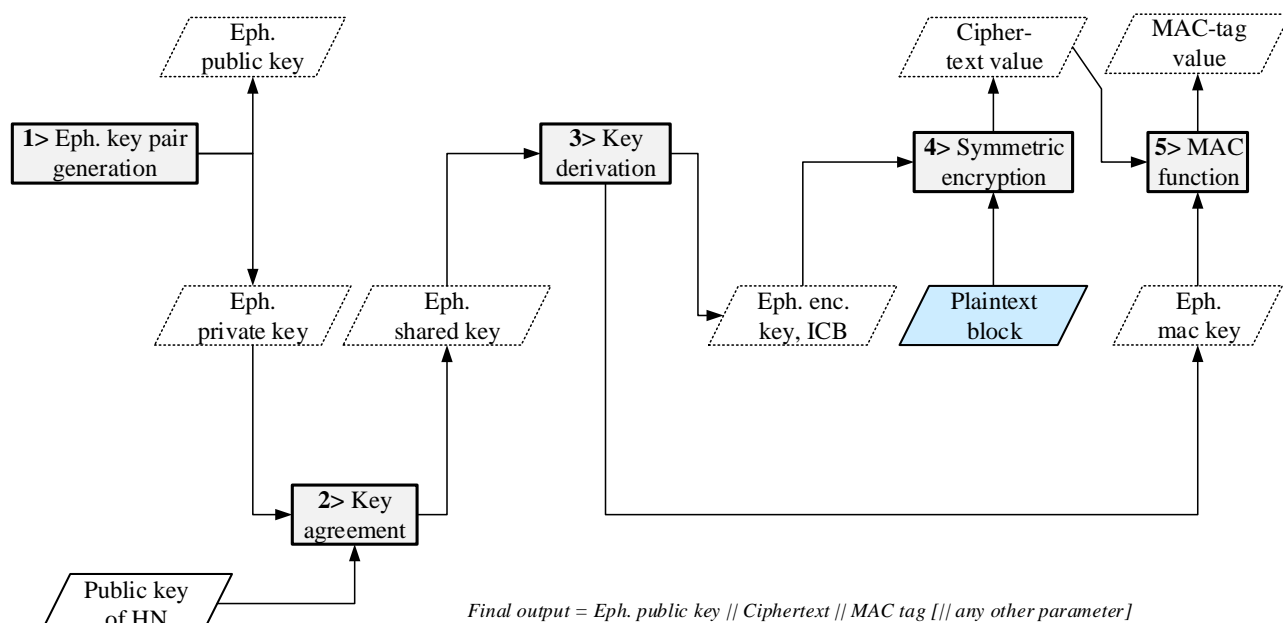 Eph.
public key
Cipher-
text value
MAC-tag
value
1> Eph. key pair
generation
3> Key
derivation
4> Symmetric
encryption
5> MAC
function
Eph.
private key
Eph.
shared key
Eph. enc.
key, ICB
Plaintext
block
Eph.
mac key
2> Key
agreement
Public key
of HN
Final output = Eph. public key || Ciphertext || MAC tag [|| any other parameter]